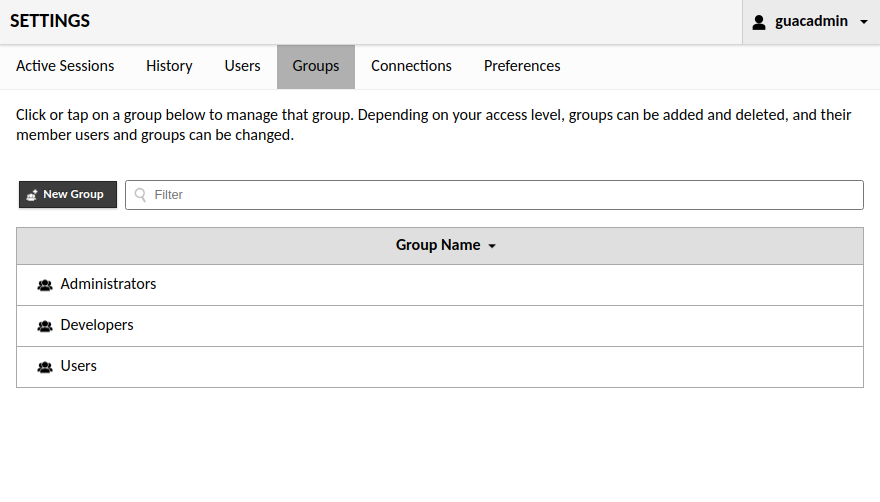 SETTINGS
guacadmin
Active Sessions
History
Users
Groups
Connections
Preferences
Click or tap on a group below to manage that group. Depending on your access level, groups can be added and deleted, and their
member users and groups can be changed.
New Group
Filter
Group Name
Administrators
Developers
Users